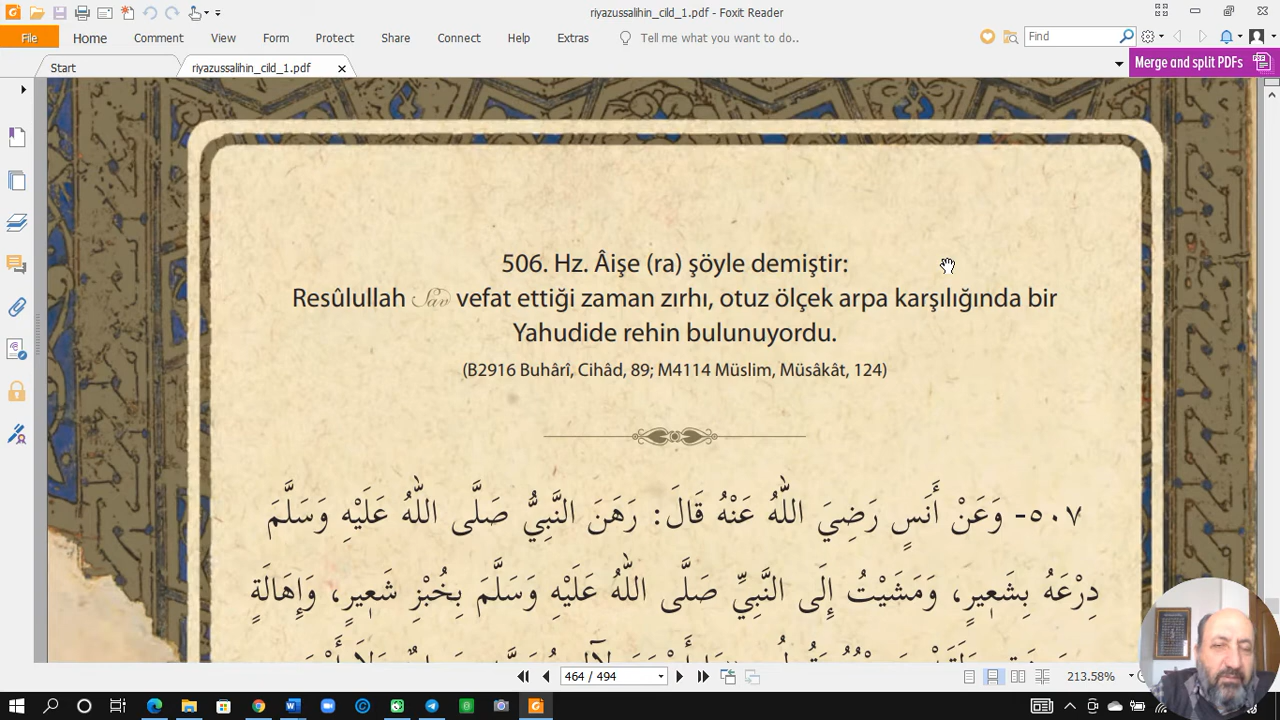 riyazussalihin_cild_1.pdf - Foxit Reader
File Home Comment View Form Protect Share Connect Help Extras Tell me what you want to do.. Find
Start riyazussalihin_cild_1.pdf Merge and split PDFs
506. Hz. Âişe (ra) şöyle demiştir:
Resûlullah Sav vefat ettiği zaman zırhı, otuz ölçek arpa karşılığında bir
Yahudide rehin bulunuyordu.
(B2916 Buhârî, Cihâd, 89; M4114 Müslim, Müsâkât, 124)
٥٠٧- وَعَنْ أَنَسٍ رَضِيَ اللّٰهُ عَنْهُ قَالَ: رَهَنَ النَّبِيُّ صَلَّى اللّٰهُ عَلَيْهِ وَسَلَّمَ
دِرْعَهُ بِشَعِيرٍ، وَمَشَيْتُ إِلَى النَّبِيِّ صَلَّى اللّٰهُ عَلَيْهِ وَسَلَّمَ بِخُبْزِ شَعِيرٍ، وَإِهَالَةٍ
464 / 494 213.58%